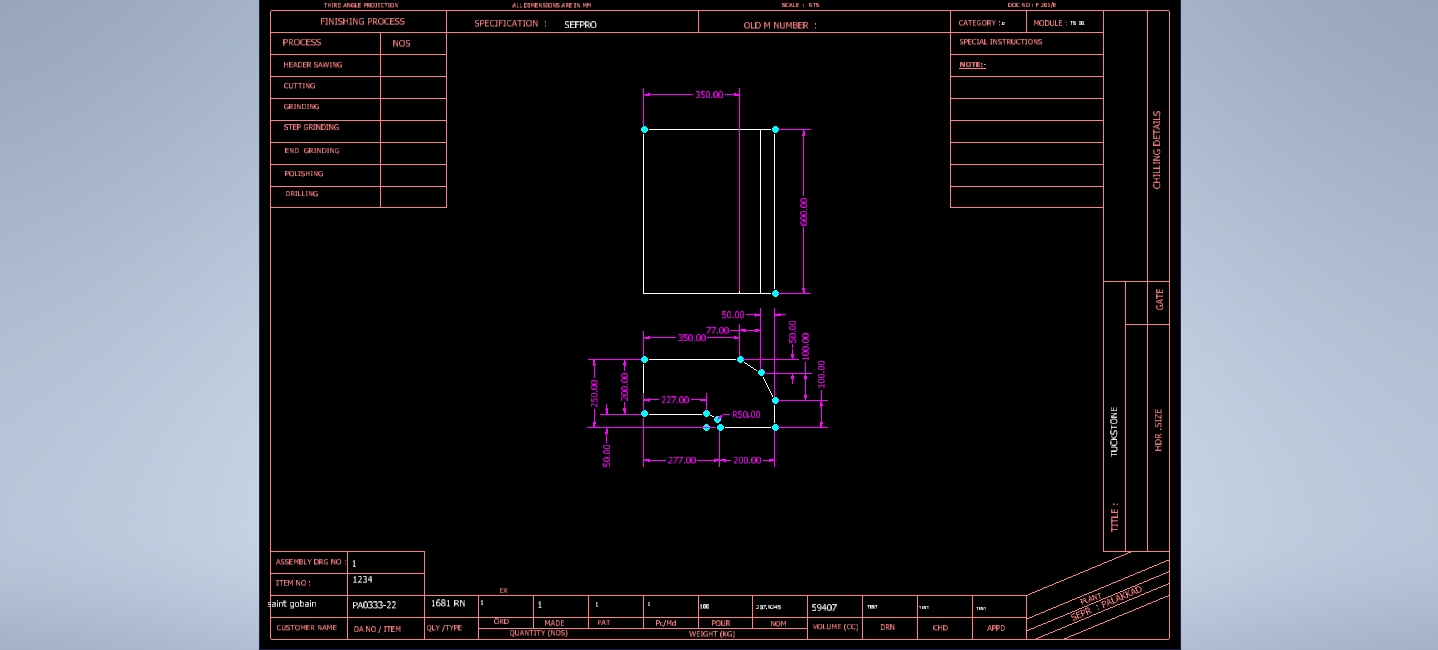 THIRD ANGLE PROJECTION ALL DIMENSIONS ARE IN MM SCALE : NTS DOC NO : F 201/E
FINISHING PROCESS SPECIFICATION : SEFPRO OLD M NUMBER : CATEGORY : MODULE : TS 01
PROCESS NOS SPECIAL INSTRUCTIONS
HEADER SAWING NOTE:-
CUTTING
GRINDING
STEP GRINDING
END GRINDING
POLISHING
DRILLING
CHILLING DETAILS
GATE
HDR .SIZE
TITLE : TUCKSTONE
350.00
600.00
50.00
77.00
350.00
50.00
100.00
100.00
250.00
200.00
227.00
R50.00
50.00
277.00 200.00
ASSEMBLY DRG NO : 1
ITEM NO : 1234
EX
saint gobain PA0333-22 1681 RN 1 1 1 1 100 237.9245 59407 TEST TEST TEST
CUSTOMER NAME OA NO / ITEM QLY /TYPE ORD MADE PAT Pc/Md POUR NOM VOLUME (CC) DRN CHD APPD
QUANTITY (NOS) WEIGHT (KG)
PLANT
SEPR : PALAKKAD